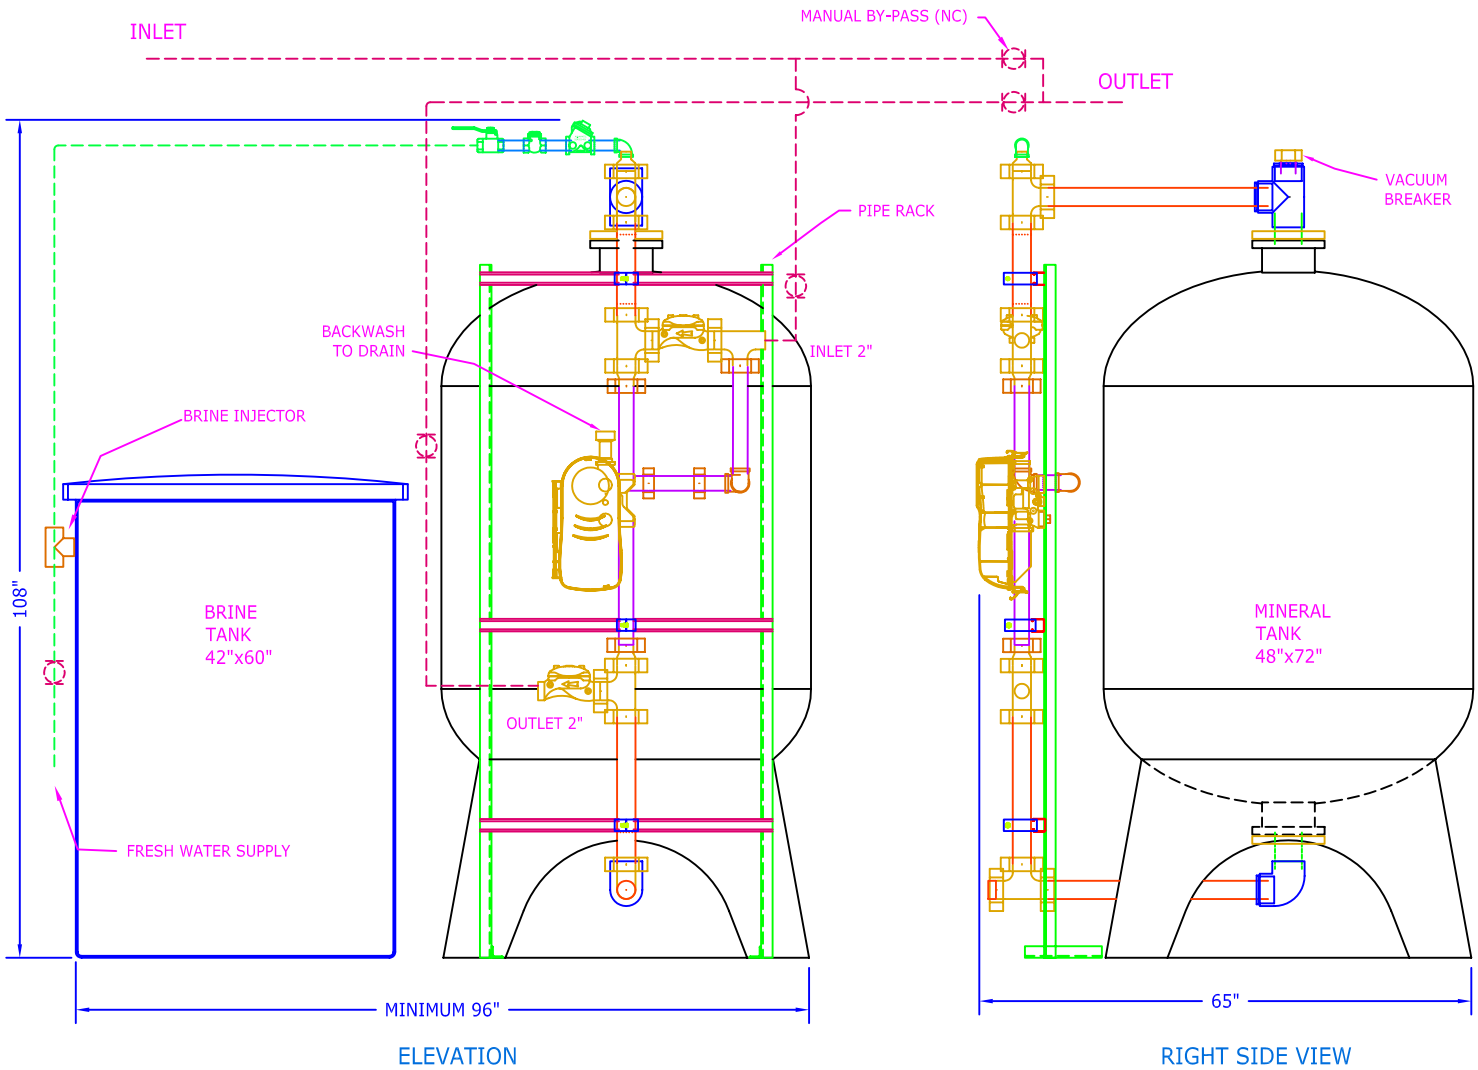 MANUAL BY-PASS (NC)
INLET
OUTLET
VACUUM
BREAKER
PIPE RACK
BACKWASH
TO DRAIN
INLET 2"
BRINE INJECTOR
108"
BRINE
TANK
42"x60"
MINERAL
TANK
48"x72"
OUTLET 2"
FRESH WATER SUPPLY
MINIMUM 96"
65"
ELEVATION
RIGHT SIDE VIEW